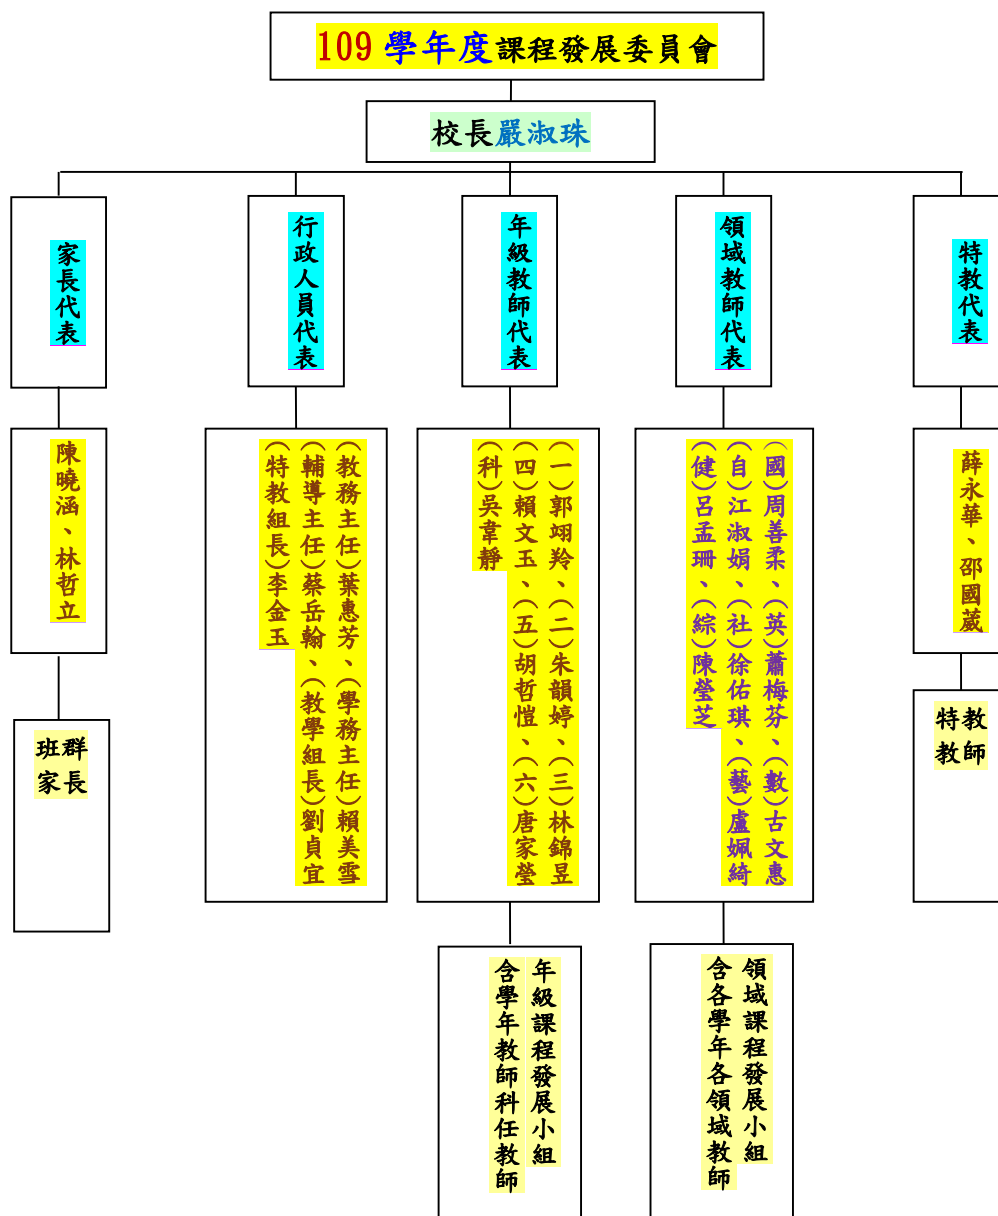 109 學年度課程發展委員會
校長嚴淑珠
家長代表
行政人員代表
年級教師代表
領域教師代表
特教代表
陳曉涵、林哲立
(教務主任)葉惠芳、(學務主任)賴美雪
(輔導主任)蔡岳翰、(教學組長)劉貞宜
(特教組長)李金玉
(一)郭翊羚、(二)朱韻婷、(三)林錦昱
(四)賴文玉、(五)胡哲愷、(六)唐家瑩
(科)吳韋靜
(國)周善柔、(英)蕭梅芬、(數)古文惠
(自)江淑娟、(社)徐佑琪、(藝)盧姵綺
(健)呂孟珊、(綜)陳瑩芝
薛永華、邵國葳
班群
家長
特教
教師
年級課程發展小組
含學年教師科任教師
領域課程發展小組
含各學年各領域教師